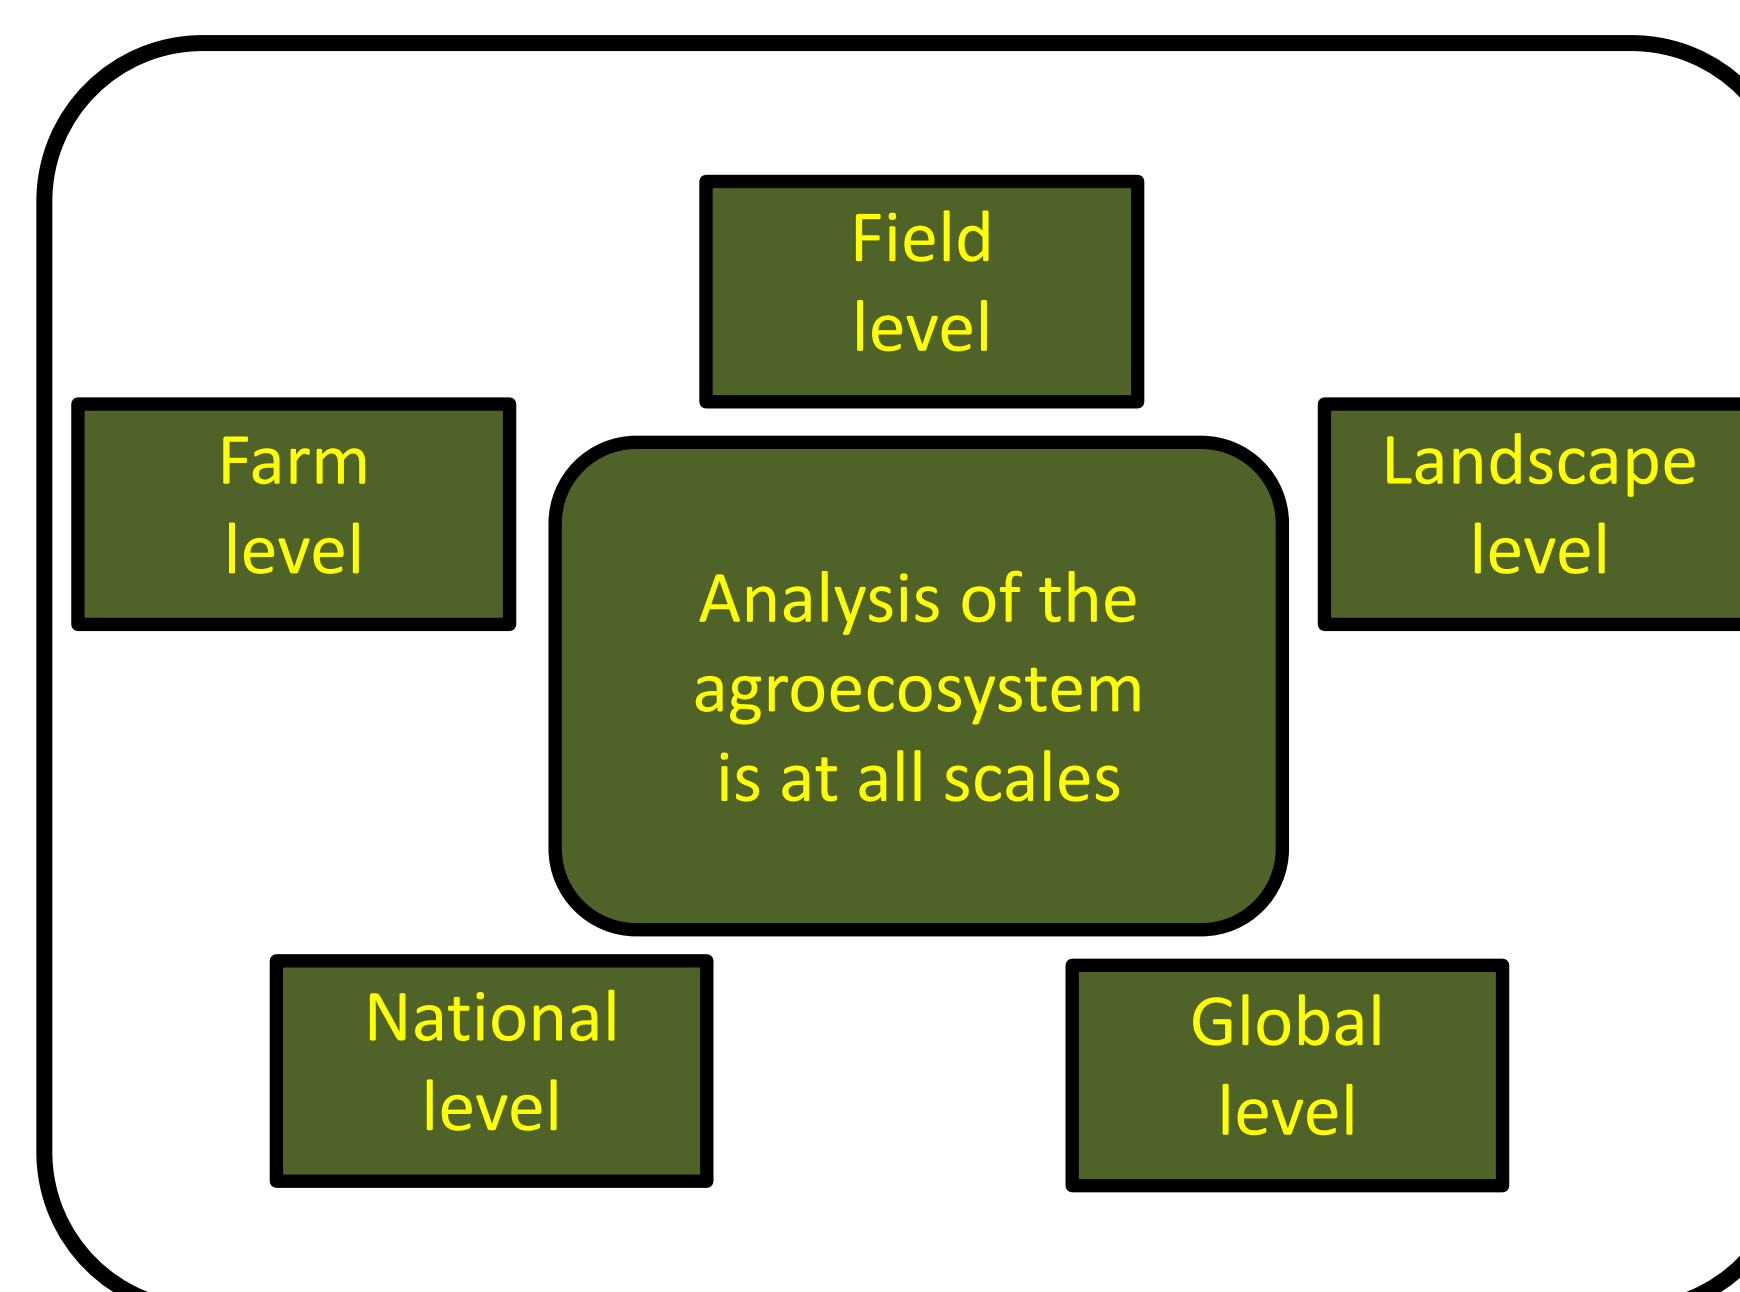 Field
level
Farm
level
Landscape
level
Analysis of the
agroecosystem
is at all scales
National
level
Global
level